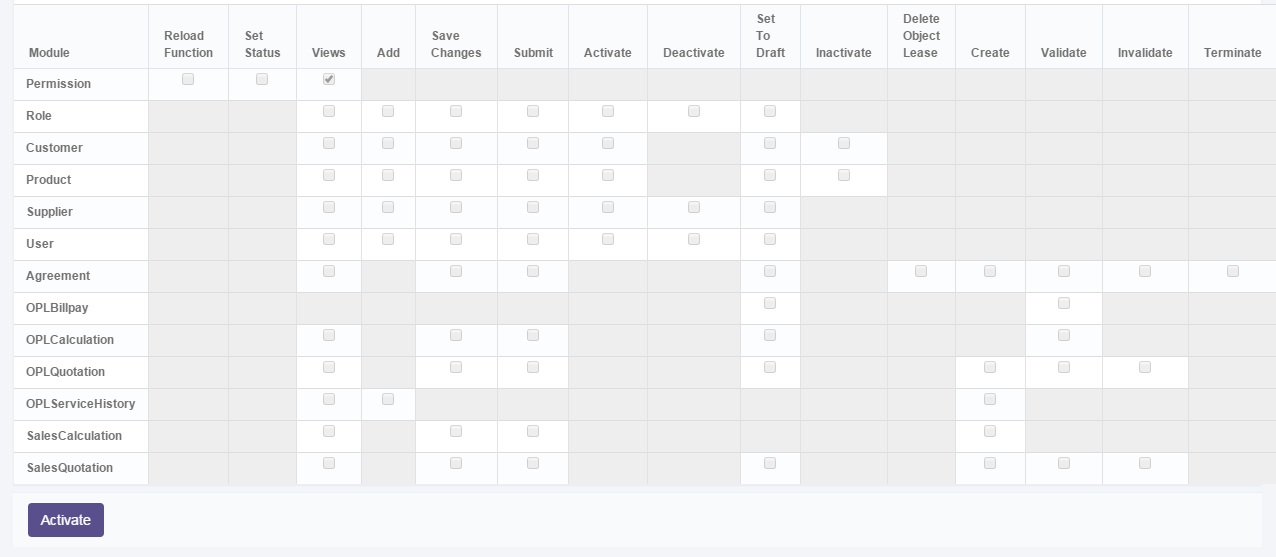 Module Reload Function Set Status Views Add Save Changes Submit Activate Deactivate Set To Draft Inactivate Delete Object Lease Create Validate Invalidate Terminate
Permission
Role
Customer
Product
Supplier
User
Agreement
OPLBillpay
OPLCalculation
OPLQuotation
OPLServiceHistory
SalesCalculation
SalesQuotation
Activate